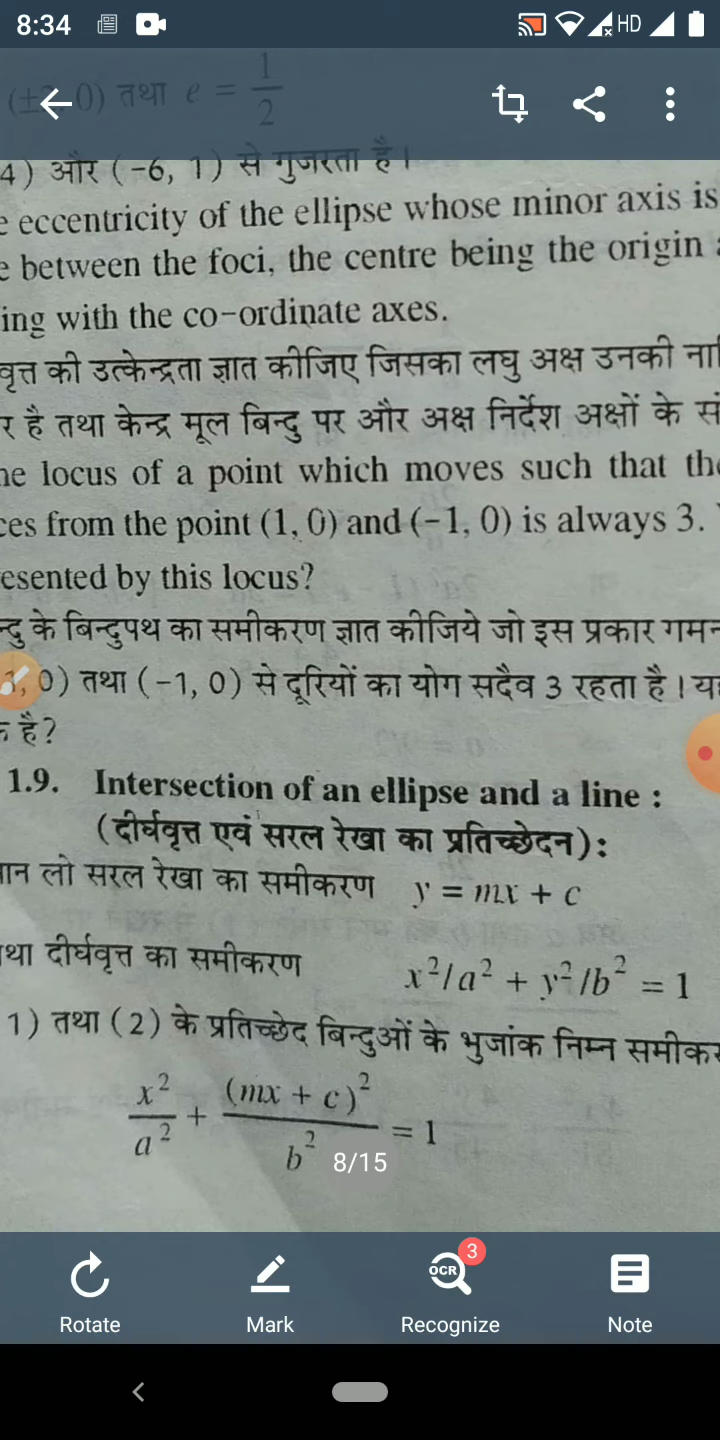 8:34 HD
0) तथा e = 1/2
4) और (-6, 1) से गुजरता है।
e eccentricity of the ellipse whose minor axis is
e between the foci, the centre being the origin
ing with the co-ordinate axes.
वृत्त की उत्केन्द्रता ज्ञात कीजिए जिसका लघु अक्ष उनकी
र है तथा केन्द्र मूल बिन्दु पर और अक्ष निर्देश अक्षों के
ne locus of a point which moves such that the
ces from the point (1, 0) and (-1, 0) is always 3.
esented by this locus?
न्दु के बिन्दुपथ का समीकरण ज्ञात कीजिये जो इस प्रकार
1, 0) तथा (-1, 0) से दूरियों का योग सदैव 3 रहता है।
है?
1.9. Intersection of an ellipse and a line :
(दीर्घवृत्त एवं सरल रेखा का प्रतिच्छेदन):
मान लो सरल रेखा का समीकरण y = mx + c
तथा दीर्घवृत्त का समीकरण x²/a² + y²/b² = 1
1) तथा (2) के प्रतिच्छेद बिन्दुओं के भुजांक निम्न
x²/a² + (mx + c)²/b² = 1
8/15
3
OCR
Rotate Mark Recognize Note